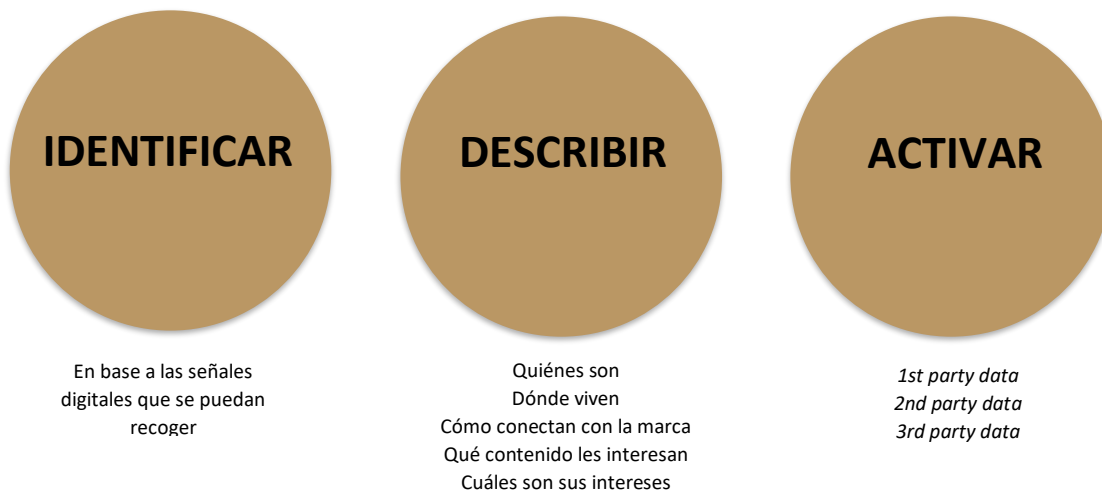 IDENTIFICAR
En base a las señales
digitales que se puedan
recoger
DESCRIBIR
Quiénes son
Dónde viven
Cómo conectan con la marca
Qué contenido les interesan
Cuáles son sus intereses
ACTIVAR
1st party data
2nd party data
3rd party data